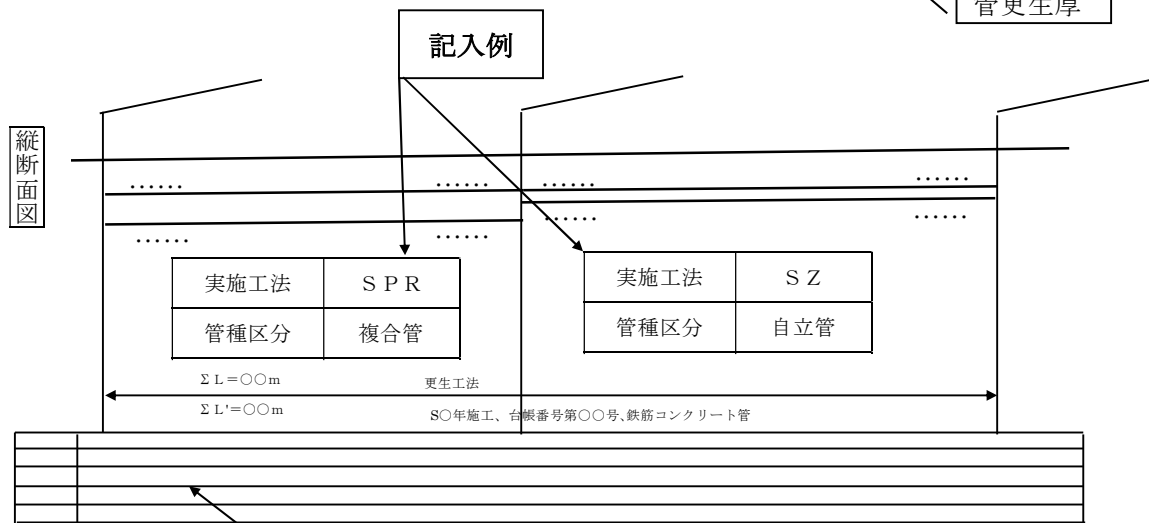 管更生厚
記入例
縦断面図
…… …… …… ……
…… …… …… ……
実施工法 ＳＰＲ
管種区分 複合管
実施工法 ＳＺ
管種区分 自立管
ΣＬ＝○○ｍ 更生工法
ΣＬ'＝○○ｍ S○年施工、台帳番号第○○号、鉄筋コンクリート管